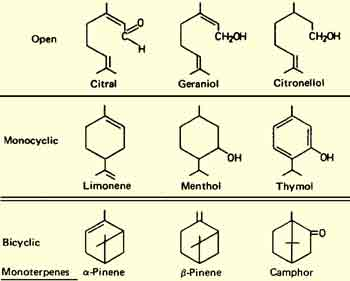 O
C
H
CH₂OH
CH₂OH
Open
Citral Geraniol Citronellol
Monocyclic
OH
OH
Limonene Menthol Thymol
O
Bicyclic
Monoterpenes α-Pinene β-Pinene Camphor